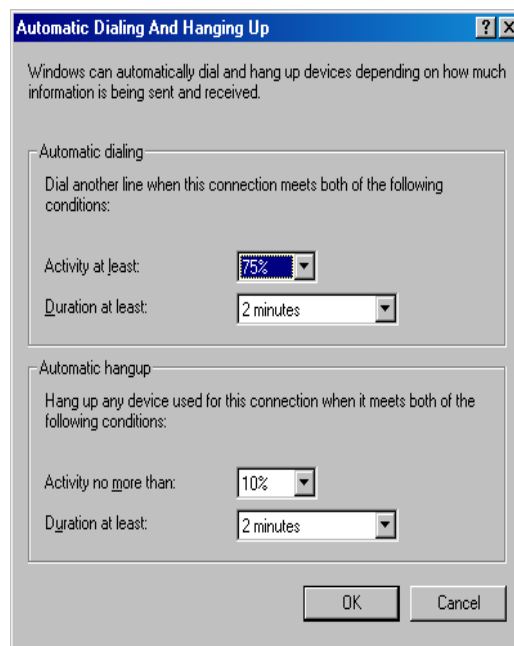 Automatic Dialing And Hanging Up
Windows can automatically dial and hang up devices depending on how much
information is being sent and received.
Automatic dialing
Dial another line when this connection meets both of the following
conditions:
Activity at least: 75%
Duration at least: 2 minutes
Automatic hangup
Hang up any device used for this connection when it meets both of the
following conditions:
Activity no more than: 10%
Duration at least: 2 minutes
OK Cancel